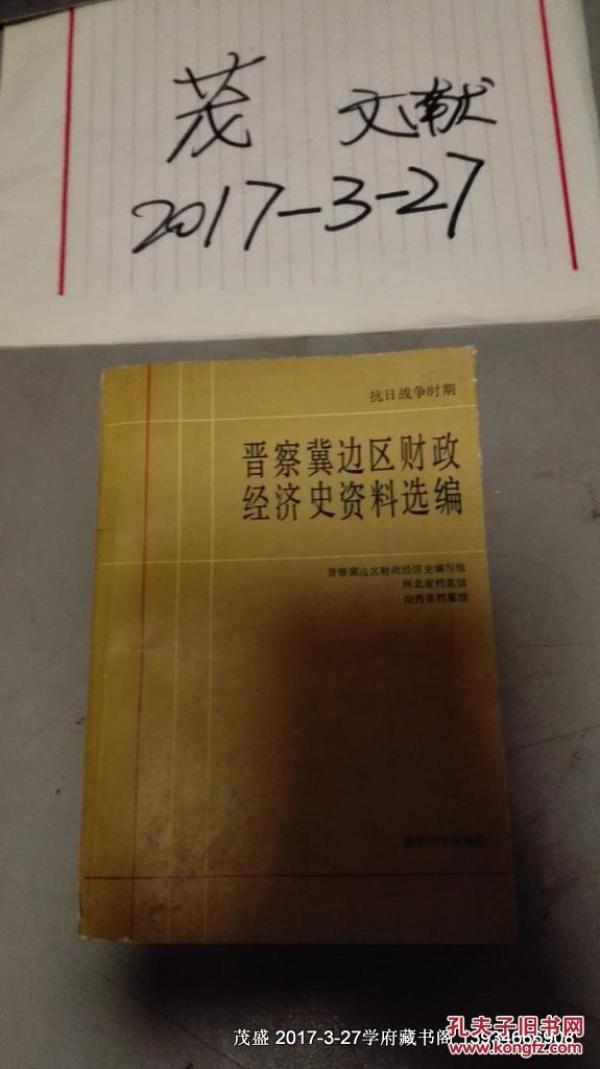 茂 文献
2017-3-27
抗日战争时期
晋察冀边区财政
经济史资料选编
晋察冀边区财政经济史编写组
河北省档案馆
山西省档案馆
茂盛 2017-3-27学府藏书阁
孔夫子旧书网
www.kongfz.com